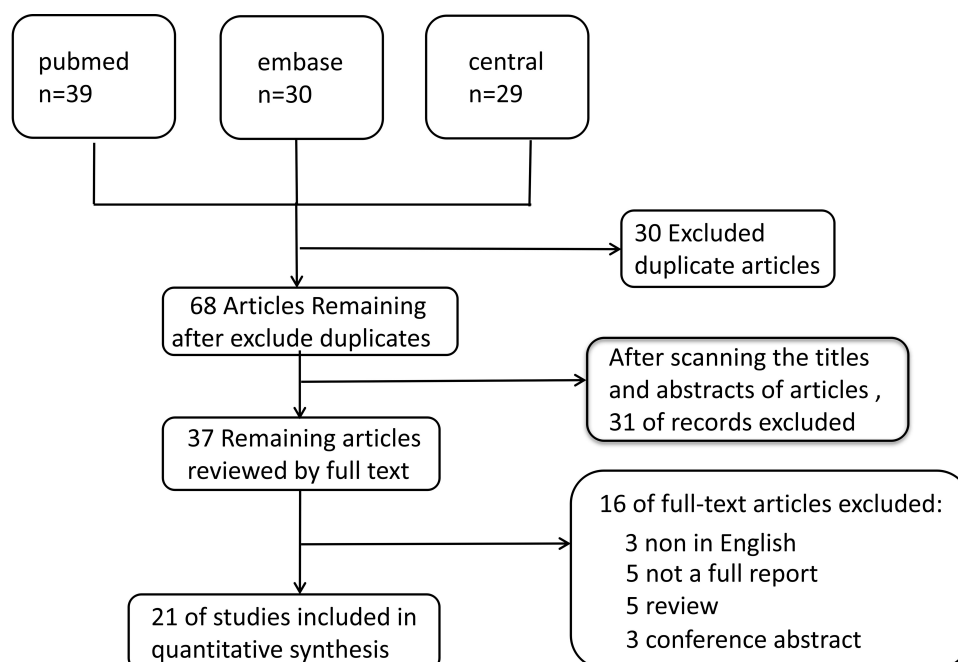 pubmed
n=39
embase
n=30
central
n=29
30 Excluded
duplicate articles
68 Articles Remaining
after exclude duplicates
After scanning the titles
and abstracts of articles ,
31 of records excluded
37 Remaining articles
reviewed by full text
16 of full-text articles excluded:
3 non in English
5 not a full report
5 review
3 conference abstract
21 of studies included in
quantitative synthesis